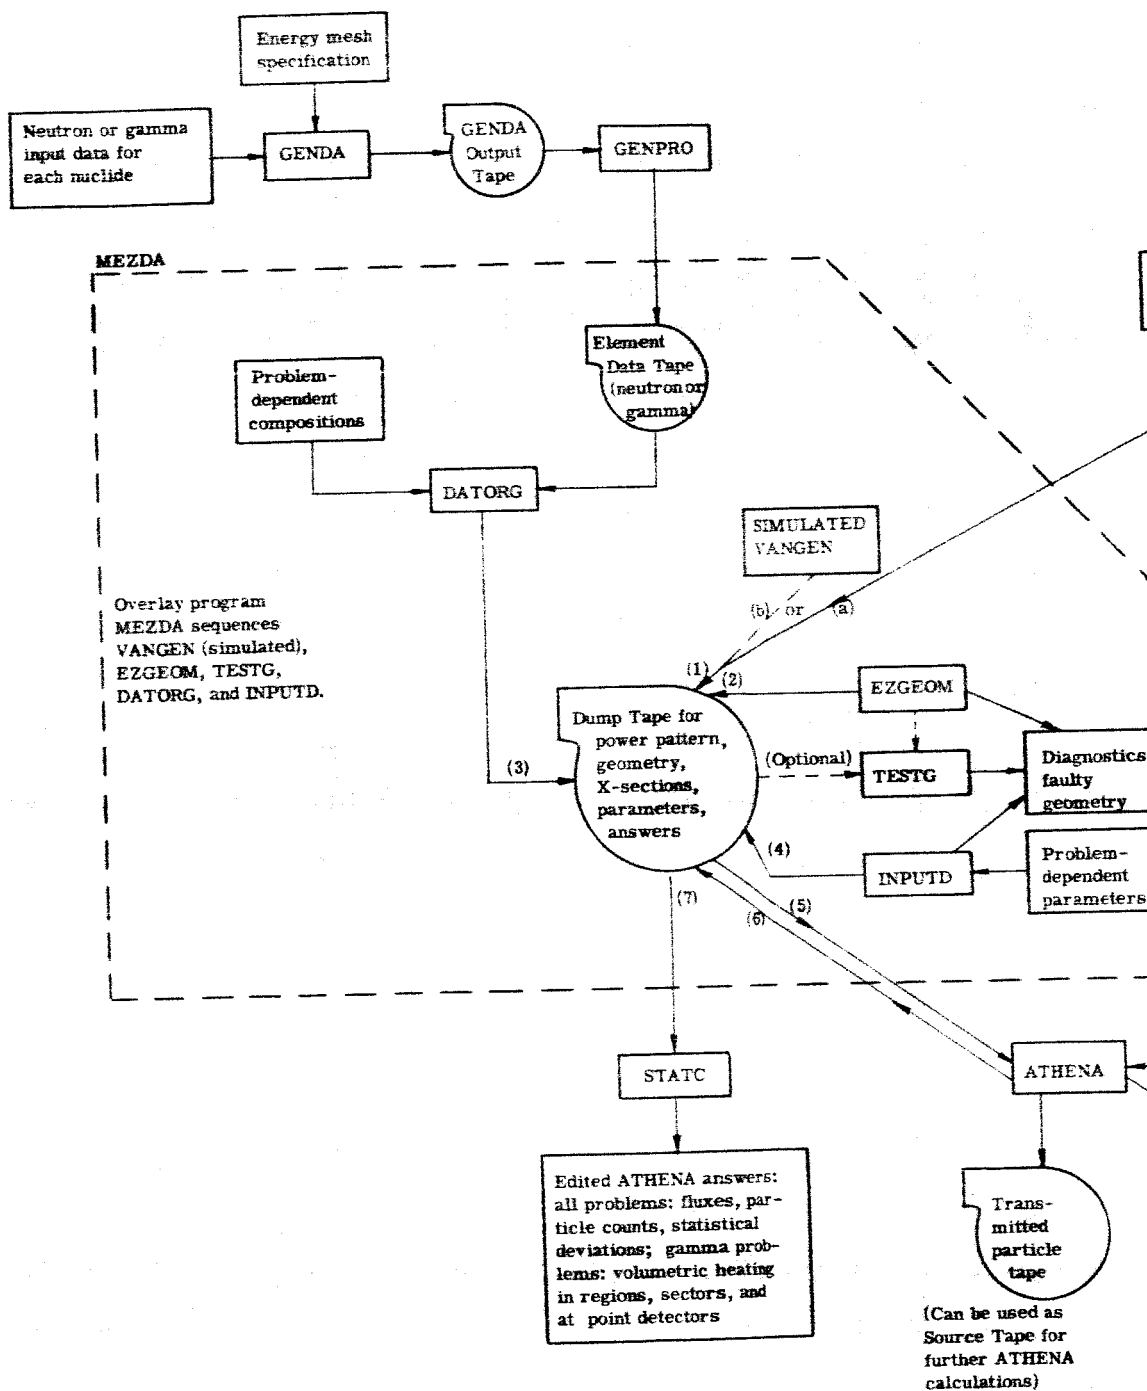 Energy mesh
specification
Neutron or gamma
input data for
each nuclide
GENDA
GENDA
Output
Tape
GENPRO
MEZDA
Element
Data Tape
(neutron or
gamma)
Problem-
dependent
compositions
DATORG
SIMULATED
VANGEN
(b) or (a)
Overlay program
MEZDA sequences
VANGEN (simulated),
EZGEOM, TESTG,
DATORG, and INPUTD.
(1)
(2)
EZGEOM
Dump Tape for
power pattern,
geometry,
X-sections,
parameters,
answers
(3)
(Optional)
TESTG
Diagnostics
faulty
geometry
(4)
INPUTD
Problem-
dependent
parameters
(7)
(5)
(6)
STATC
ATHENA
Edited ATHENA answers:
all problems: fluxes, par-
ticle counts, statistical
deviations; gamma prob-
lems: volumetric heating
in regions, sectors, and
at point detectors
Trans-
mitted
particle
tape
(Can be used as
Source Tape for
further ATHENA
calculations)